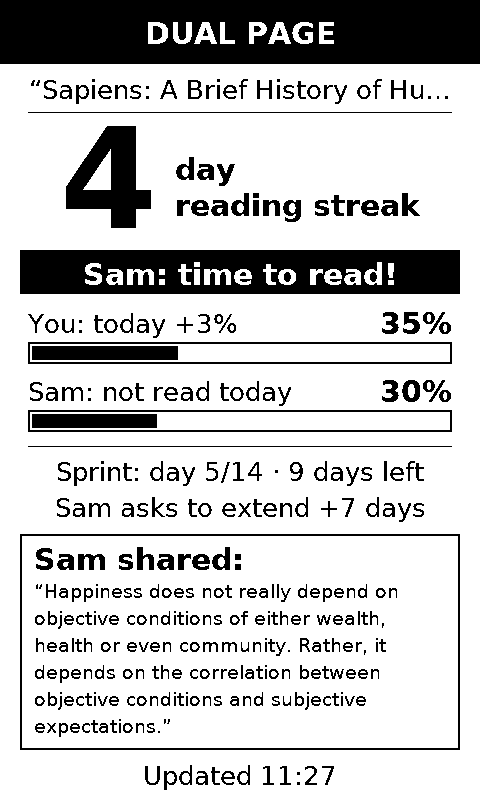 DUAL PAGE
“Sapiens: A Brief History of Hu...
4
day
reading streak
Sam: time to read!
You: today +3% 35%
Sam: not read today 30%
Sprint: day 5/14 · 9 days left
Sam asks to extend +7 days
Sam shared:
“Happiness does not really depend on
objective conditions of either wealth,
health or even community. Rather, it
depends on the correlation between
objective conditions and subjective
expectations.”
Updated 11:27